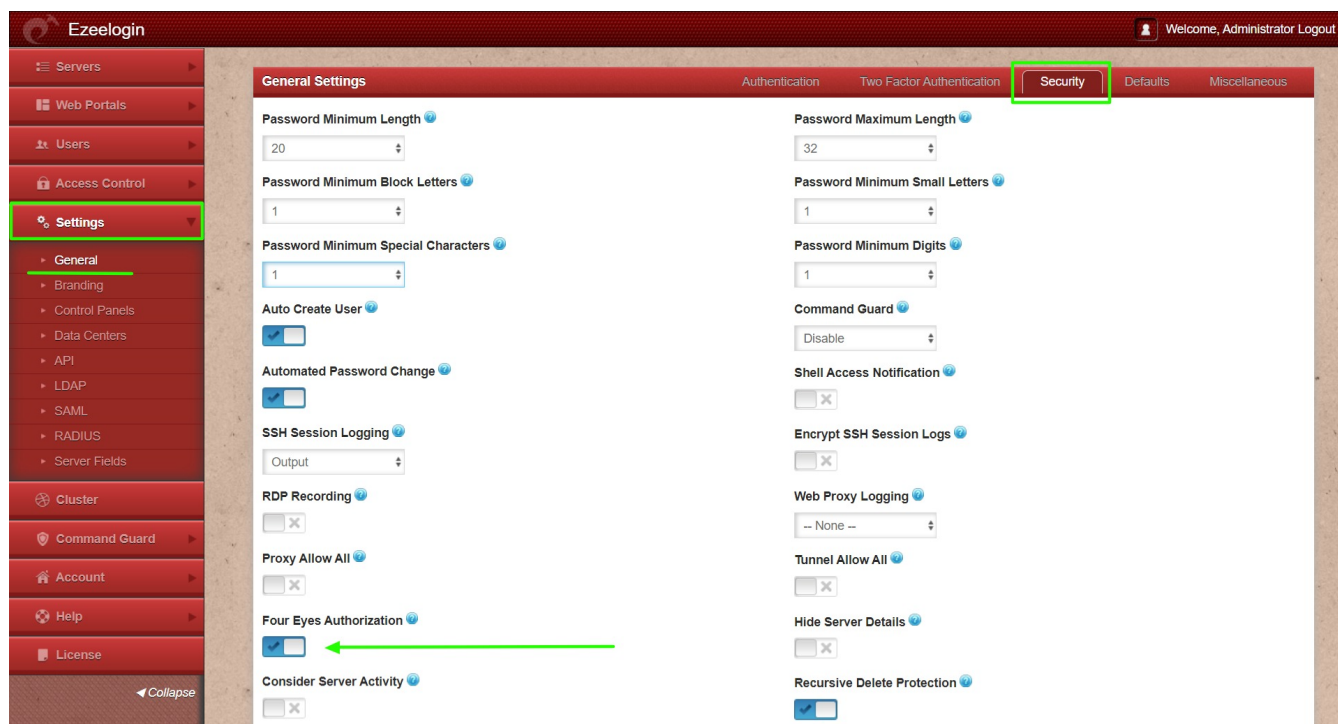 Ezeelogin
Welcome, Administrator Logout
Servers
Web Portals
Users
Access Control
Settings
General
Branding
Control Panels
Data Centers
API
LDAP
SAML
RADIUS
Server Fields
Cluster
Command Guard
Account
Help
License
Collapse
General Settings
Authentication
Two Factor Authentication
Security
Defaults
Miscellaneous
Password Minimum Length
20
Password Maximum Length
32
Password Minimum Block Letters
1
Password Minimum Small Letters
1
Password Minimum Special Characters
1
Password Minimum Digits
1
Auto Create User
Command Guard
Disable
Automated Password Change
Shell Access Notification
SSH Session Logging
Output
Encrypt SSH Session Logs
RDP Recording
Web Proxy Logging
-- None --
Proxy Allow All
Tunnel Allow All
Four Eyes Authorization
Hide Server Details
Consider Server Activity
Recursive Delete Protection